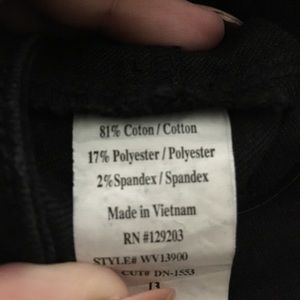 81% Coton / Cotton
17% Polyester / Polyester
2%Spandex / Spandex
Made in Vietnam
RN #129203
STYLE# WV13900
CUT# DN-1553
13